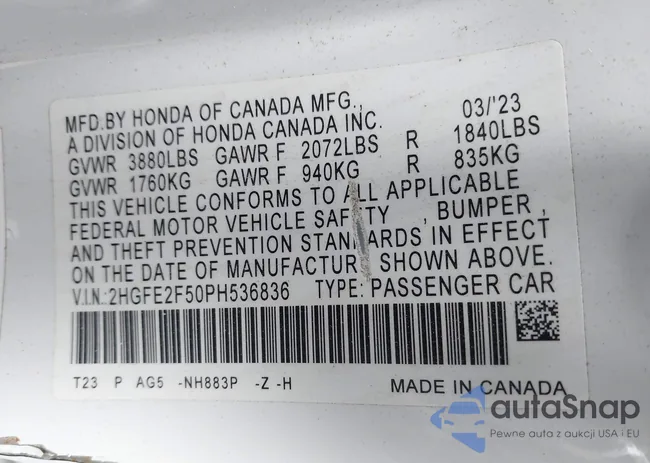 MFD.BY HONDA OF CANADA MFG., 03/'23
A DIVISION OF HONDA CANADA INC.
GVWR 3880LBS GAWR F 2072LBS R 1840LBS
GVWR 1760KG GAWR F 940KG R 835KG
THIS VEHICLE CONFORMS TO ALL APPLICABLE
FEDERAL MOTOR VEHICLE SAFETY , BUMPER ,
AND THEFT PREVENTION STANDARDS IN EFFECT
ON THE DATE OF MANUFACTUR SHOWN ABOVE.
V.I.N.:2HGFE2F50PH536836 TYPE:PASSENGER CAR
T23 P AG5 -NH883P -Z -H MADE IN CANADA
autaSnap
Pewne auta z aukcji USA i EU